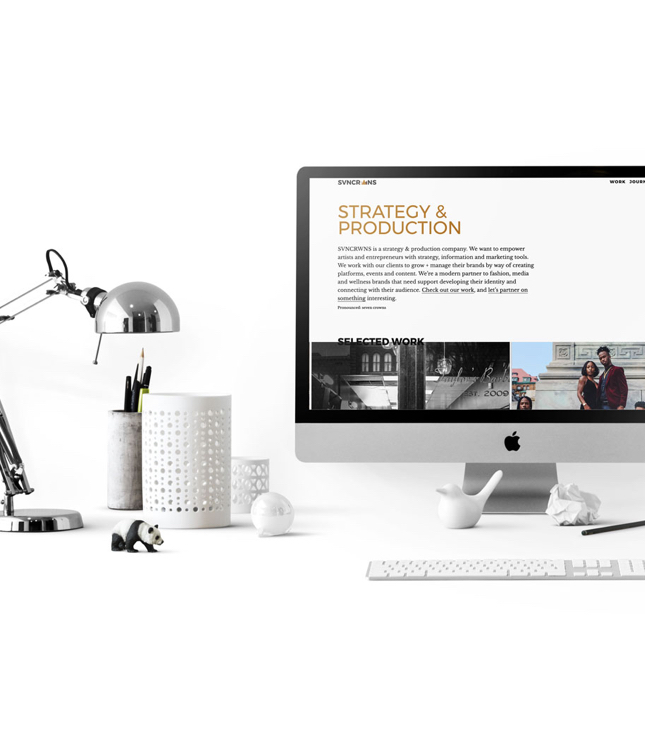 SVNCRWNS
WORK JOURN
STRATEGY &
PRODUCTION
SVNCRWNS is a strategy & production company. We want to empower
artists and entrepreneurs with strategy, information and marketing tools.
We work with our clients to grow + manage their brands by way of creating
platforms, events and content. We're a modern partner to fashion, media
and wellness brands that need support developing their identity and
connecting with their audience. Check out our work, and let's partner on
something interesting.
Pronounced: seven crowns
SELECTED WORK
EST. 2009